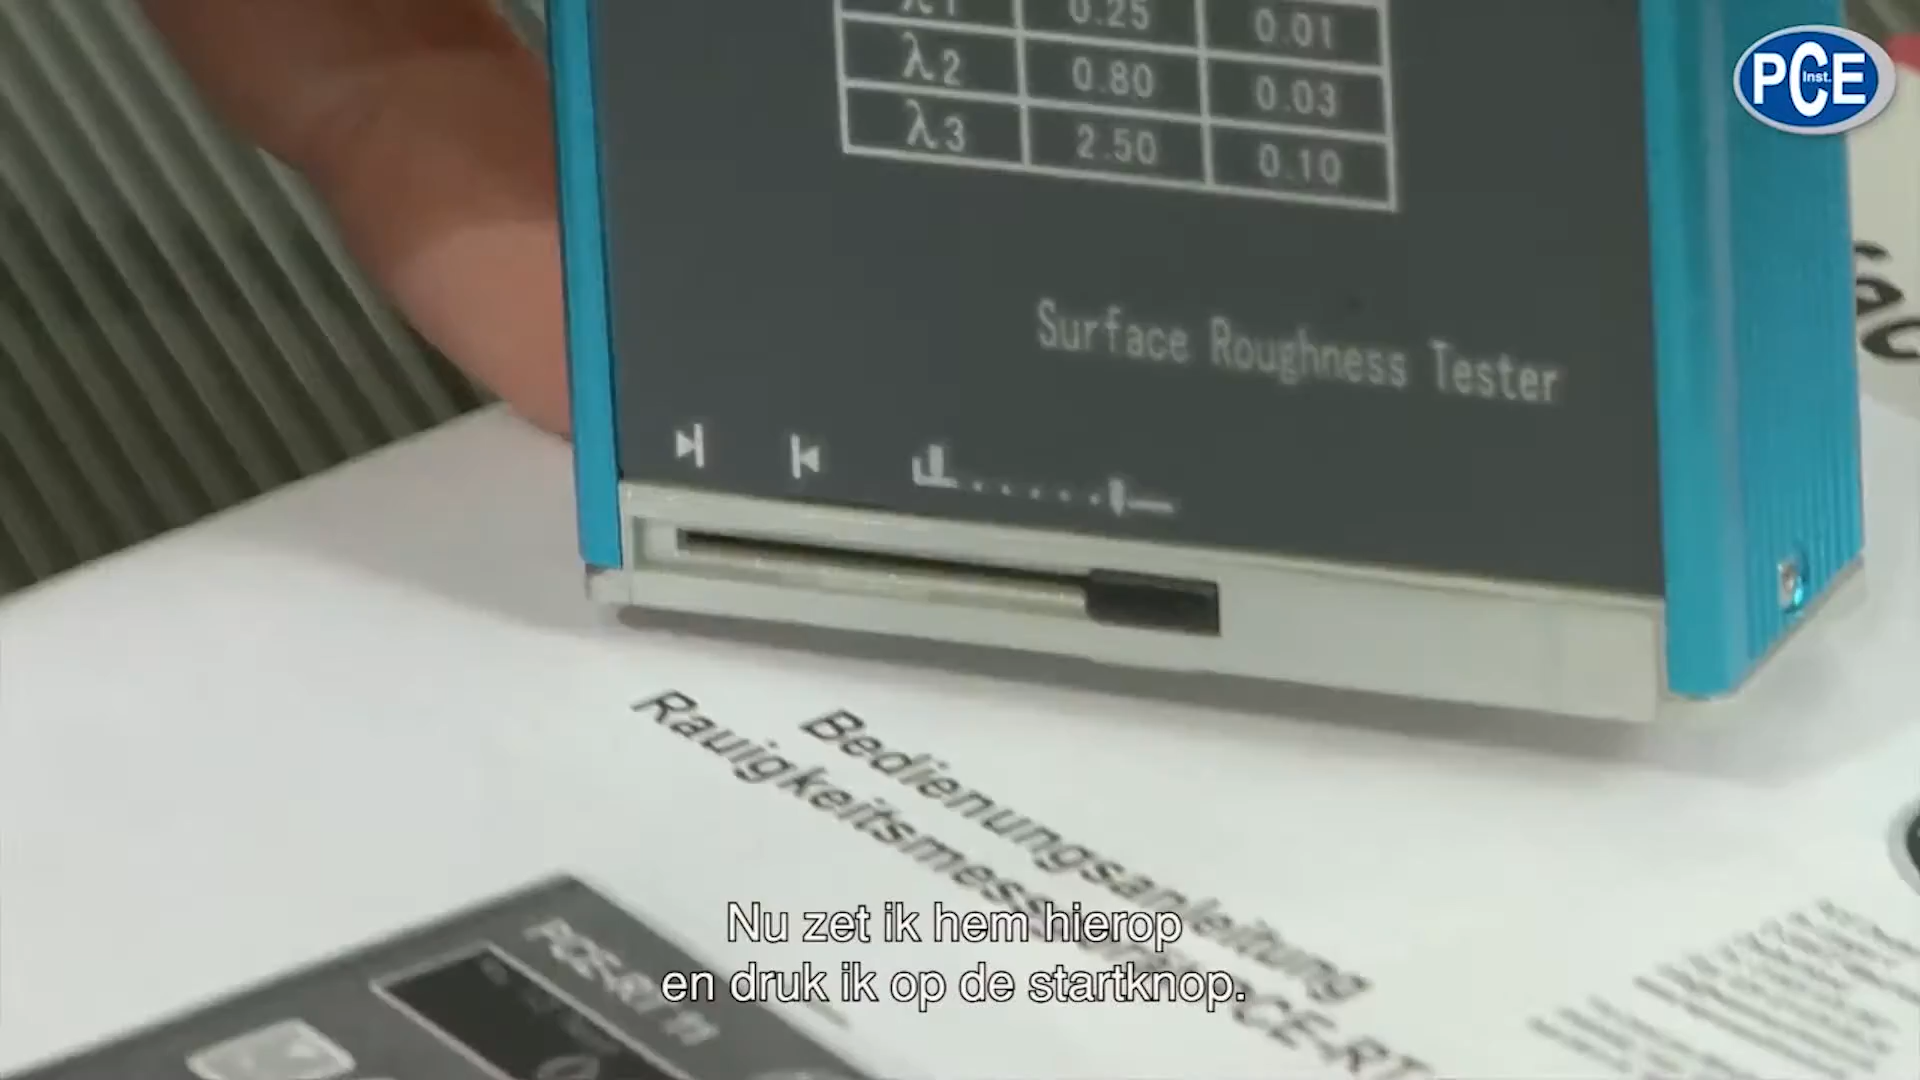 λ1 0.25 0.01
λ2 0.80 0.03
λ3 2.50 0.10
PCE
Inst.
Surface Roughness Tester
Bedienungsanleitung
Nu zet ik hem hierop
en druk ik op de startknop.